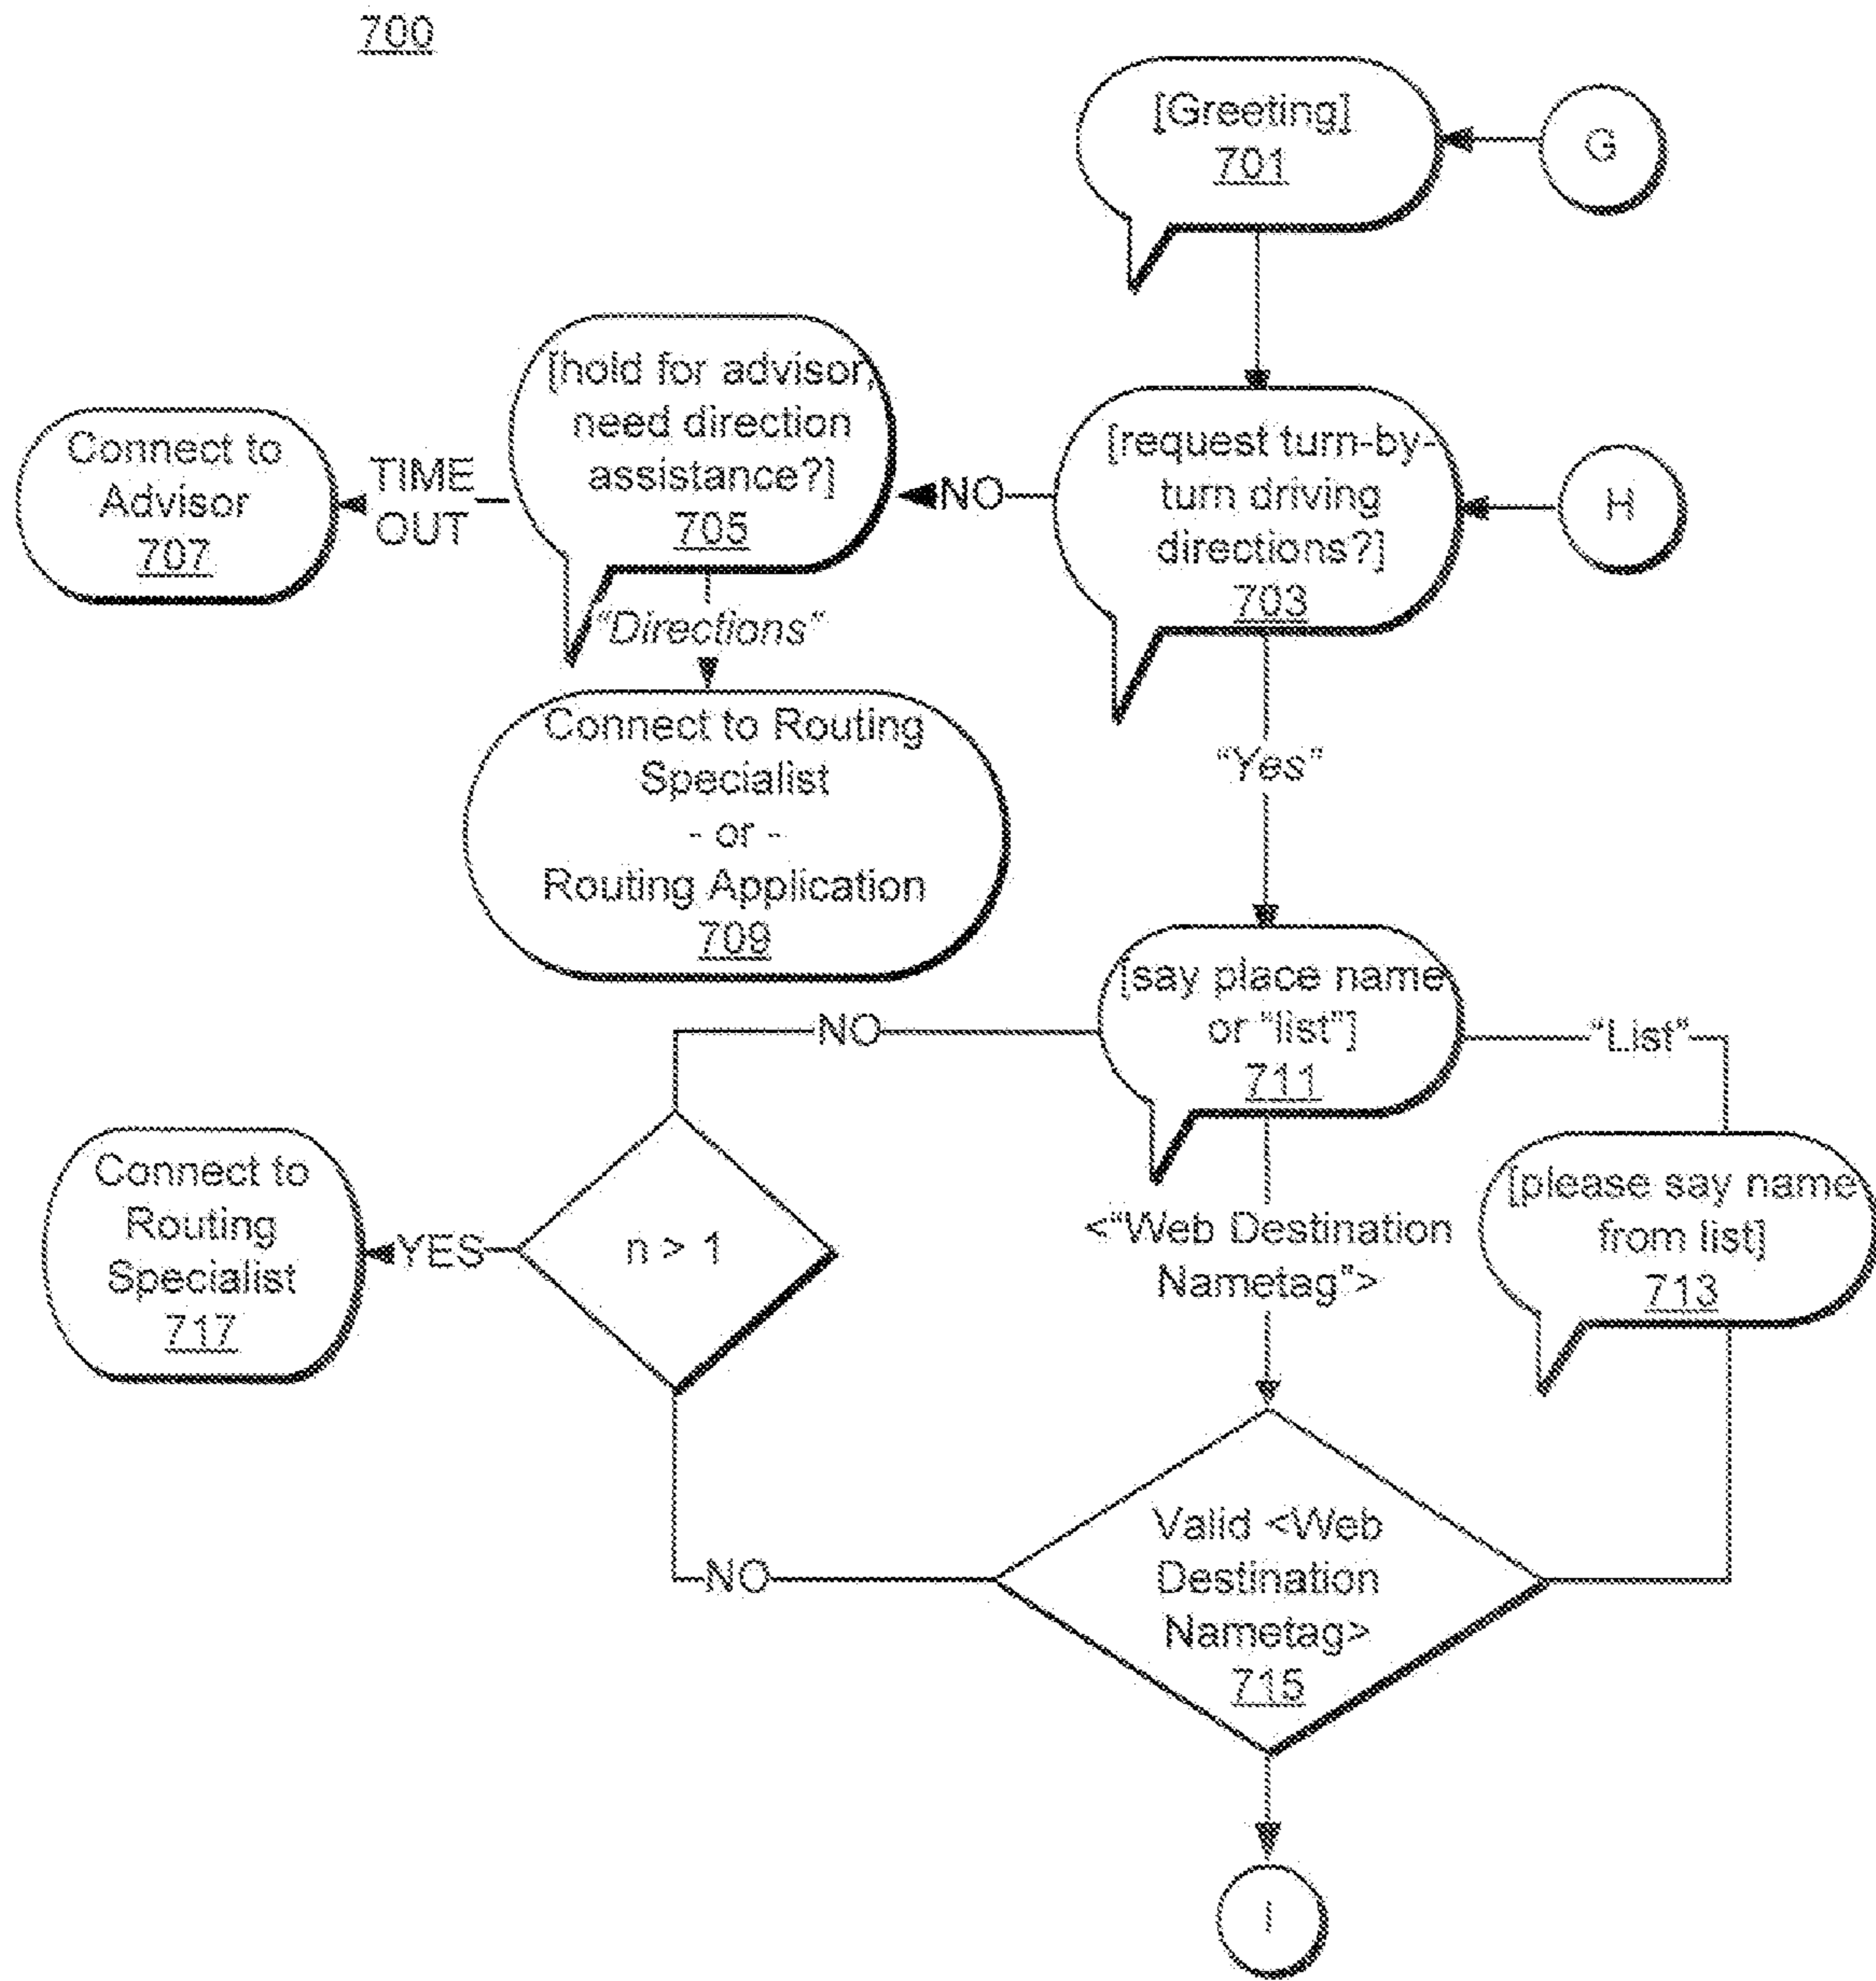 700
[Greeting]
701
G
[hold for advisor,
need direction
assistance?]
705
Connect to
Advisor
707
TIME
OUT
NO
[request turn-by-
turn driving
directions?]
703
H
"Directions"
Connect to Routing
Specialist
- or -
Routing Application
709
"Yes"
[say place name
or "list"]
711
NO
"List"
Connect to
Routing
Specialist
717
YES
n > 1
<"Web Destination
Nametag">
[please say name
from list]
713
Valid <Web
Destination
Nametag>
715
NO
I